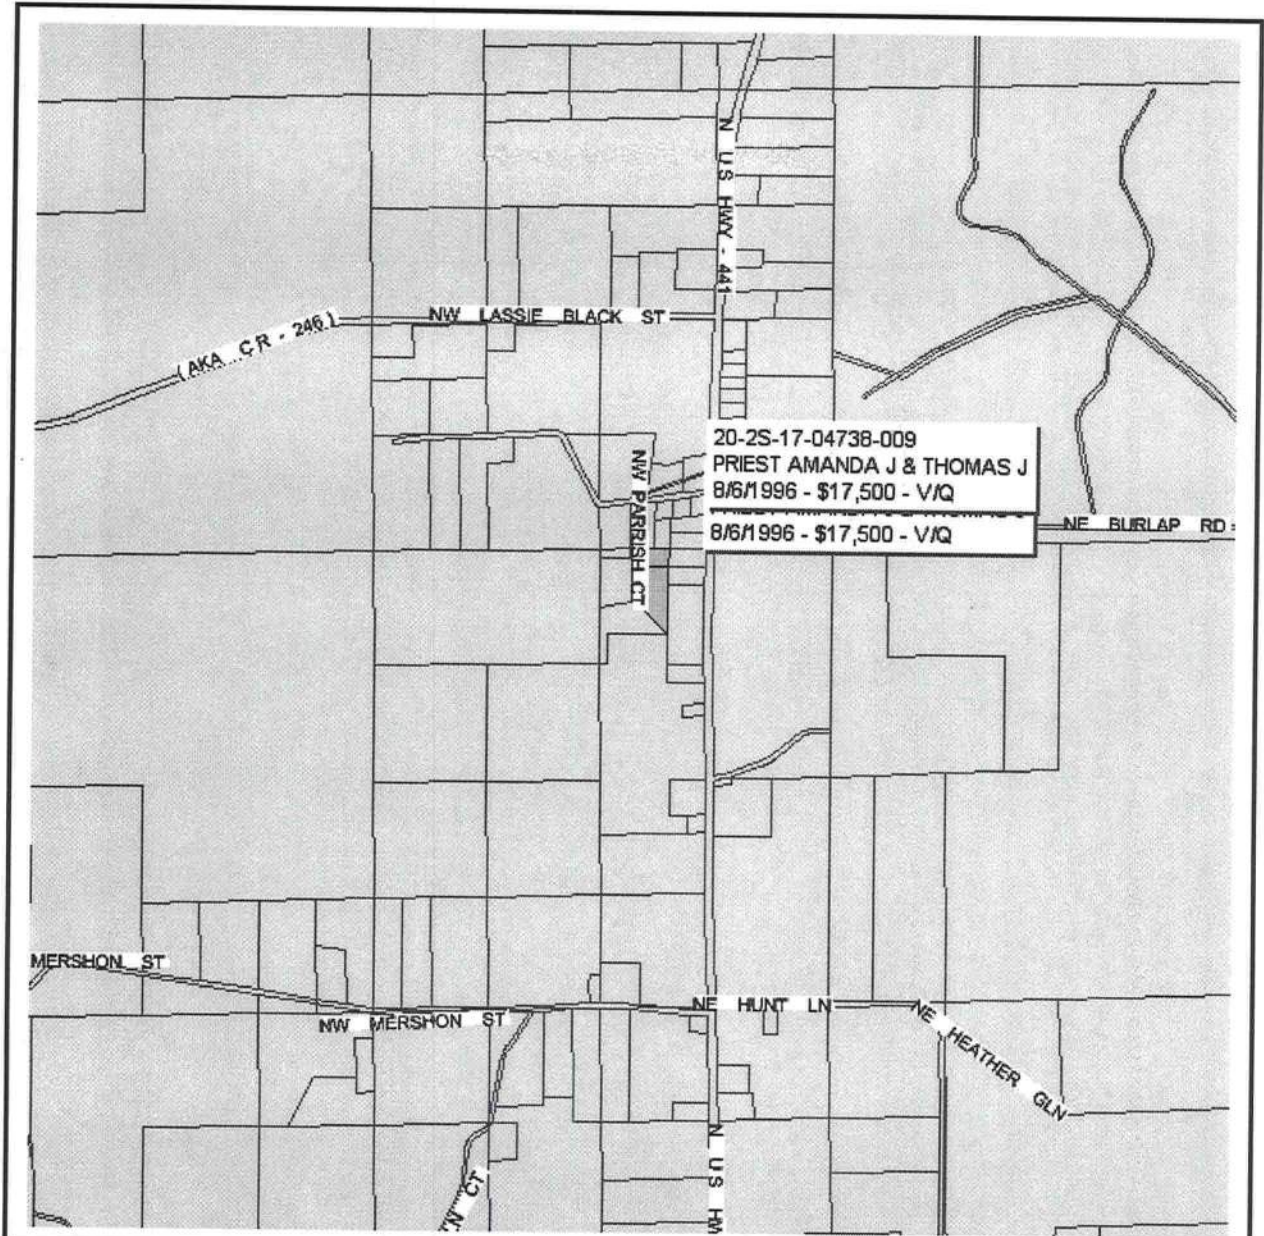 N US HWY - 441
NW LASSIE BLACK ST
( AKA CR - 246 )
20-2S-17-04738-009
PRIEST AMANDA J & THOMAS J
8/6/1996 - $17,500 - V/Q
8/6/1996 - $17,500 - V/Q
NW PARRISH CT
NE BURLAP RD
MERSHON ST
NW MERSHON ST
NE HUNT LN
NE HEATHER GLN
N CT
N US HW